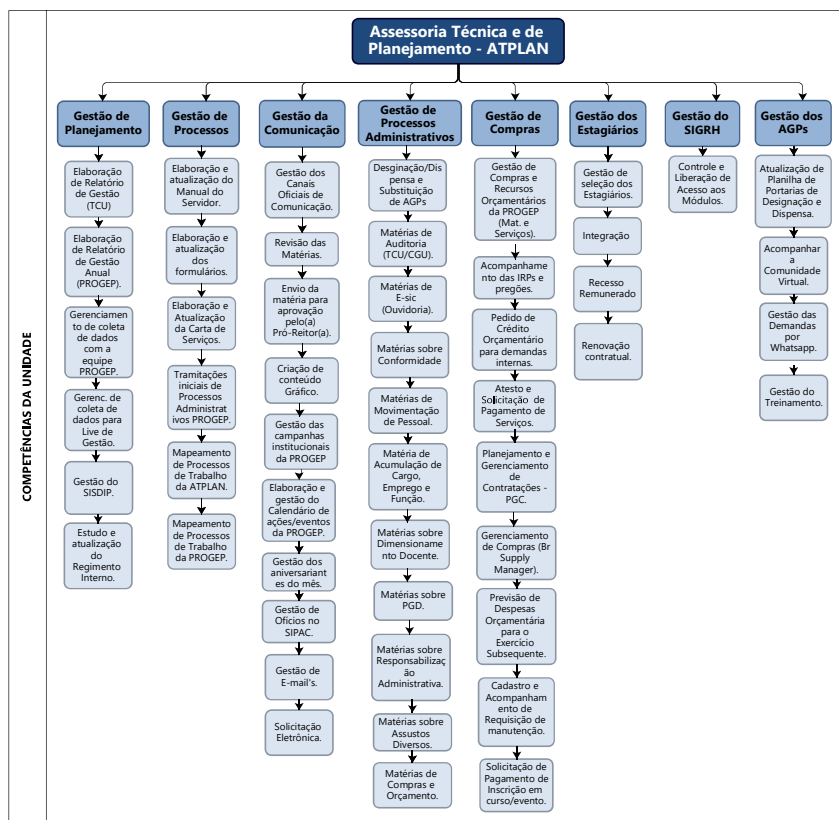 Assessoria Técnica e de
Planejamento - ATPLAN
COMPETÊNCIAS DA UNIDADE
Gestão de
Planejamento
Elaboração
de Relatório
de Gestão
(TCU)
Elaboração
de Relatório
de Gestão
Anual
(PROGEP).
Gerenciamen
to de coleta
de dados
com a
equipe
PROGEP.
Gerenc. de
coleta de
dados para
Live de
Gestão.
Gestão do
SISDIP.
Estudo e
atualização
do
Regimento
Interno.
Gestão de
Processos
Elaboração e
atualização do
Manual do
Servidor.
Elaboração e
atualização
dos
formulários.
Elaboração e
Atualização
da Carta de
Serviços.
Tramitações
iniciais de
Processos
Administrat
ivos PROGEP.
Mapeamento
de Processos
de Trabalho
da ATPLAN.
Mapeamento
de Processos
de Trabalho
da PROGEP.
Gestão da
Comunicação
Gestão dos
Canais
Oficiais de
Comunicação.
Revisão das
Matérias.
Envio da
matéria para
aprovação
pelo(a)
Pró-Reitor(a).
Criação de
conteúdo
Gráfico.
Gestão das
campanhas
institucionais
da PROGEP
Elaboração e
gestão do
Calendário de
ações/eventos
da PROGEP.
Gestão dos
aniversariant
es do mês.
Gestão de
Ofícios no
SIPAC.
Gestão de
E-mail's.
Solicitação
Eletrônica.
Gestão de
Processos
Administrativos
Desginação/Dis
pensa e
Substituição
de AGPs
Matérias de
Auditoria
(TCU/CGU).
Matérias de
E-sic
(Ouvidoria).
Matérias sobre
Conformidade
Matérias de
Movimentação
de Pessoal.
Matéria de
Acumulação de
Cargo,
Emprego e
Função.
Matérias sobre
Dimensioname
nto Docente.
Matérias sobre
PGD.
Matérias sobre
Responsabiliz
ação
Administrativa.
Matérias sobre
Assustos
Diversos.
Matérias de
Compras e
Orçamento.
Gestão de
Compras
Gestão de
Compras e
Recursos
Orçamentários
da PROGEP
(Mat. e
Serviços).
Acompanhame
nto das IRPs e
pregões.
Pedido de
Crédito
Orçamentário
para demandas
internas.
Atesto e
Solicitação de
Pagamento de
Serviços.
Planejamento e
Gerenciamento
de
Contratações -
PGC.
Gerenciamento
de Compras (Br
Supply
Manager).
Previsão de
Despesas
Orçamentária
para o
Exercício
Subsequente.
Cadastro e
Acompanham
ento de
Requisição de
manutenção.
Solicitação de
Pagamento de
Inscrição em
curso/evento.
Gestão dos
Estagiários
Gestão de
seleção dos
Estagiários.
Integração
Recesso
Remunerado
Renovação
contratual.
Gestão do
SIGRH
Controle e
Liberação de
Acesso aos
Módulos.
Gestão dos
AGPs
Atualização de
Planilha de
Portarias de
Designação e
Dispensa.
Acompanhar
a
Comunidade
Virtual.
Gestão das
Demandas
por
Whatsapp.
Gestão do
Treinamento.